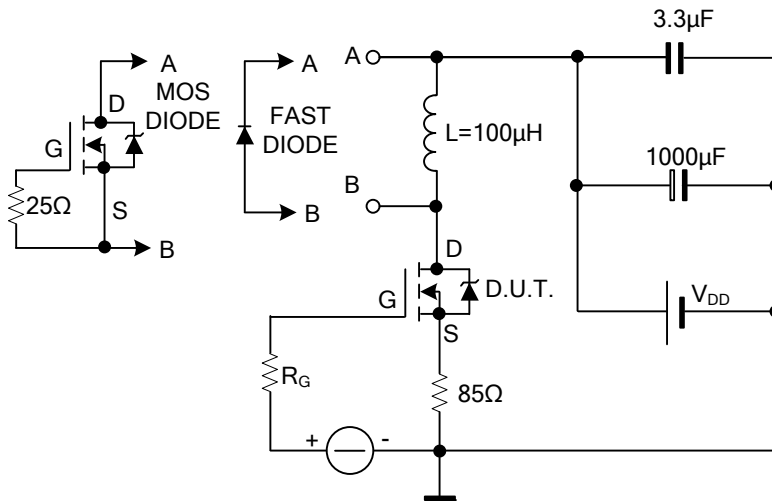 3.3µF
A
MOS
DIODE
D
G
25Ω
S
B
A
FAST
DIODE
B
A
L=100µH
1000µF
B
D
G
D.U.T.
S
VDD
RG
85Ω
+
-